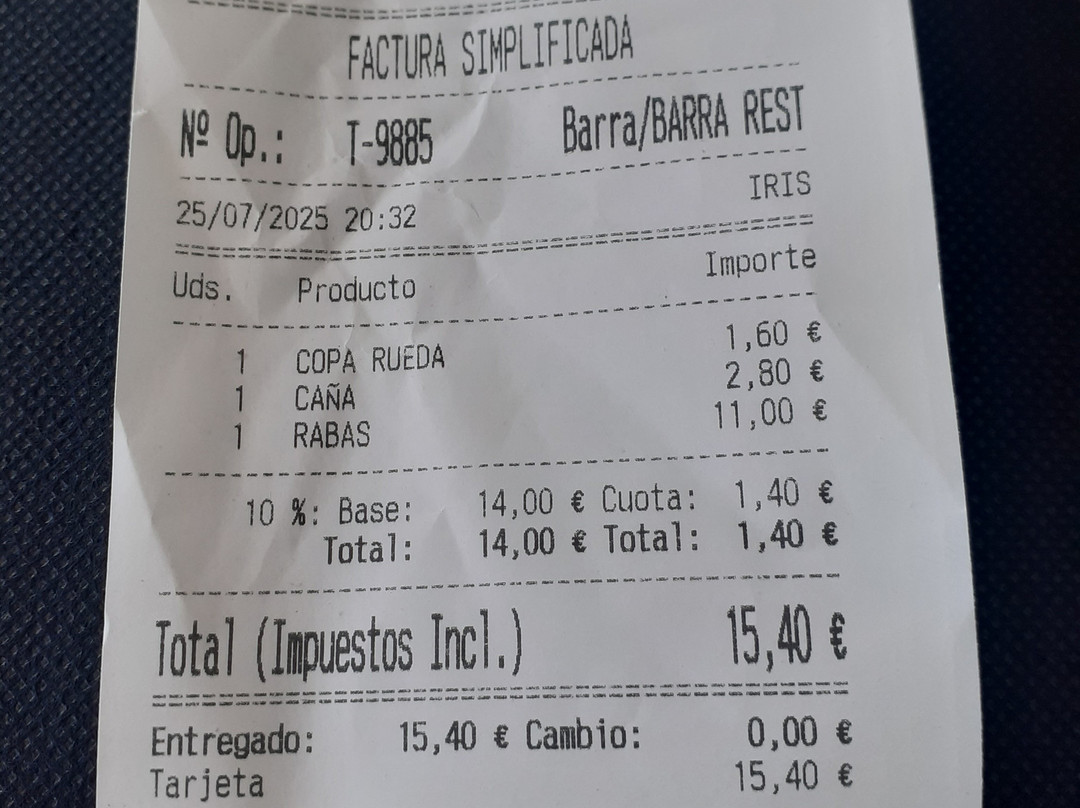 FACTURA SIMPLIFICADA
Nº Op.: T-9885 Barra/BARRA REST
25/07/2025 20:32 IRIS
Uds. Producto Importe
1 COPA RUEDA 1,60 €
1 CAÑA 2,80 €
1 RABAS 11,00 €
10 %: Base: 14,00 € Cuota: 1,40 €
Total: 14,00 € Total: 1,40 €
Total (Impuestos Incl.) 15,40 €
Entregado: 15,40 € Cambio: 0,00 €
Tarjeta 15,40 €